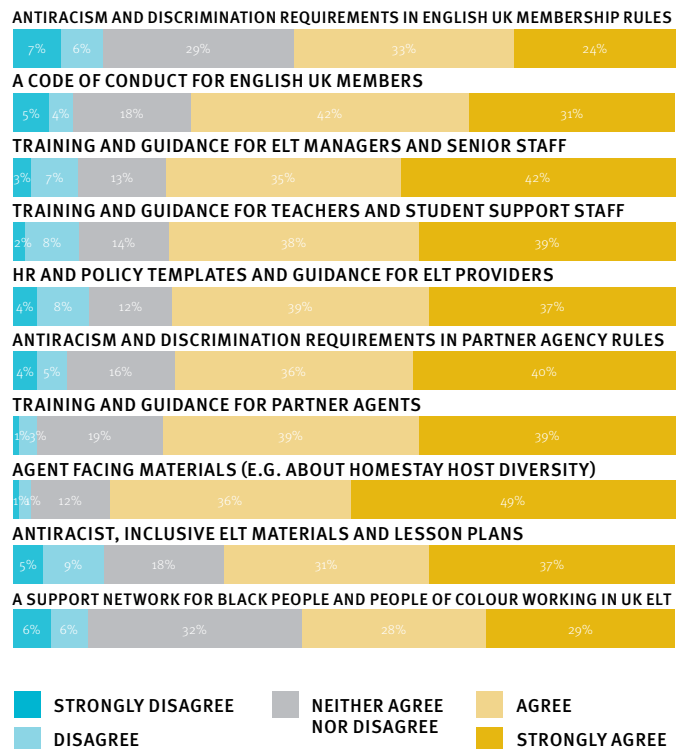 ANTIRACISM AND DISCRIMINATION REQUIREMENTS IN ENGLISH UK MEMBERSHIP RULES
7% 6% 29% 33% 24%
A CODE OF CONDUCT FOR ENGLISH UK MEMBERS
5% 4% 18% 42% 31%
TRAINING AND GUIDANCE FOR ELT MANAGERS AND SENIOR STAFF
3% 7% 13% 35% 42%
TRAINING AND GUIDANCE FOR TEACHERS AND STUDENT SUPPORT STAFF
2% 8% 14% 38% 39%
HR AND POLICY TEMPLATES AND GUIDANCE FOR ELT PROVIDERS
4% 8% 12% 39% 37%
ANTIRACISM AND DISCRIMINATION REQUIREMENTS IN PARTNER AGENCY RULES
4% 5% 16% 36% 40%
TRAINING AND GUIDANCE FOR PARTNER AGENTS
1% 3% 19% 39% 39%
AGENT FACING MATERIALS (E.G. ABOUT HOMESTAY HOST DIVERSITY)
1% 12% 36% 49%
ANTIRACIST, INCLUSIVE ELT MATERIALS AND LESSON PLANS
5% 9% 18% 31% 37%
A SUPPORT NETWORK FOR BLACK PEOPLE AND PEOPLE OF COLOUR WORKING IN UK ELT
6% 6% 32% 28% 29%
STRONGLY DISAGREE
DISAGREE
NEITHER AGREE
NOR DISAGREE
AGREE
STRONGLY AGREE